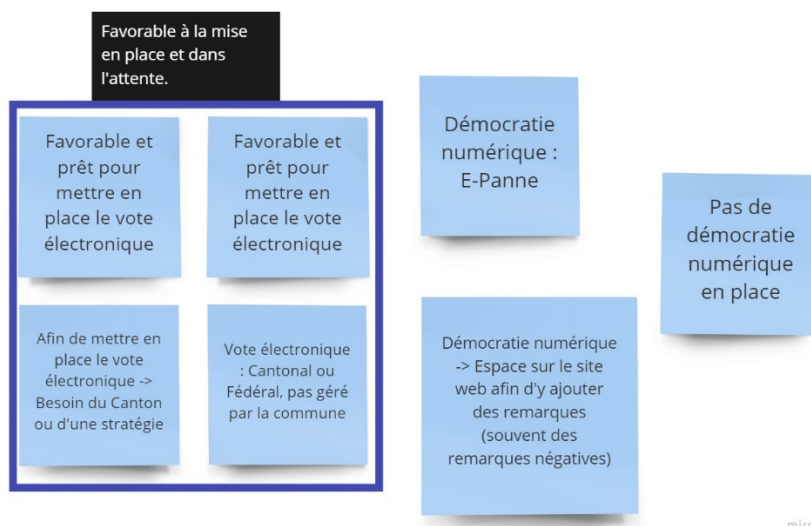 Favorable à la mise
en place et dans
l'attente.
Favorable et
prêt pour
mettre en
place le vote
électronique
Favorable et
prêt pour
mettre en
place le vote
électronique
Afin de mettre en
place le vote
électronique ->
Besoin du Canton
ou d'une stratégie
Vote électronique
: Cantonal ou
Fédéral, pas géré
par la commune
Démocratie
numérique :
E-Panne
Pas de
démocratie
numérique
en place
Démocratie numérique
-> Espace sur le site
web afin d'y ajouter
des remarques
(souvent des
remarques négatives)